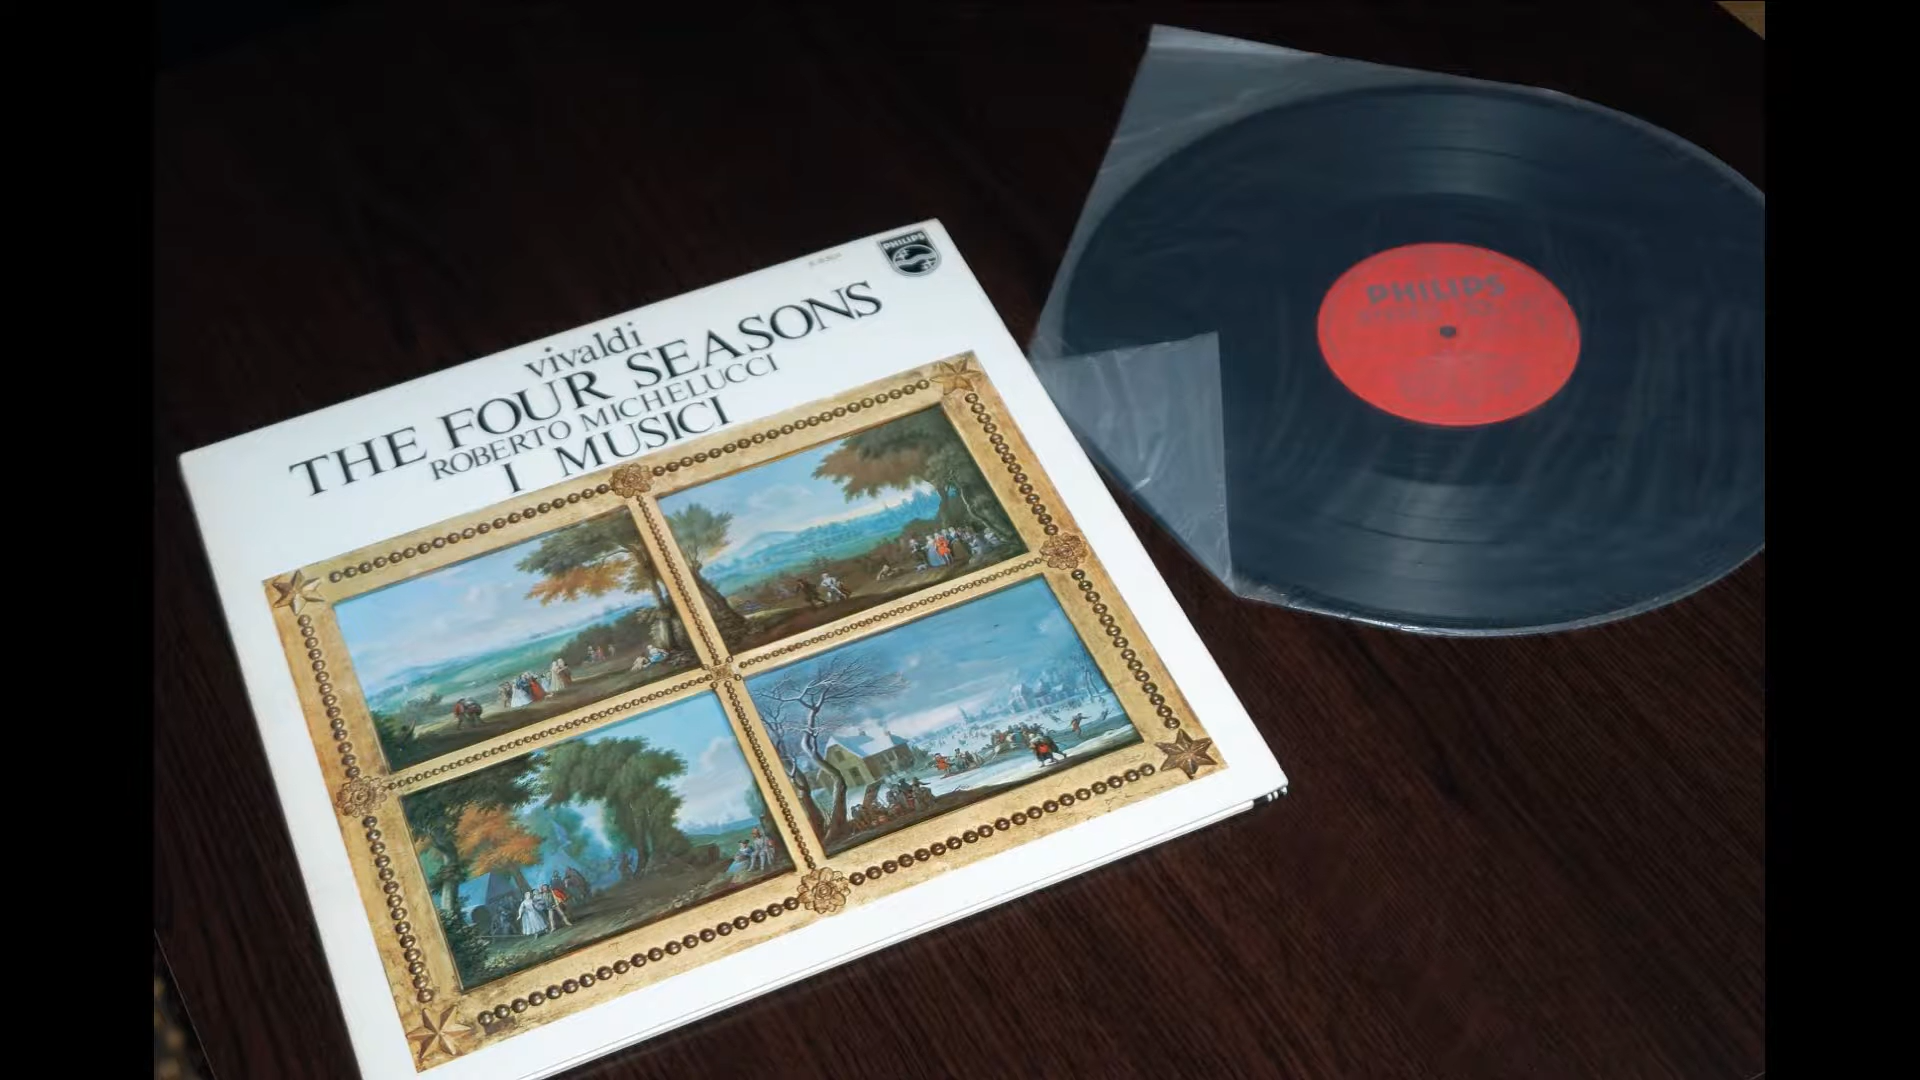 PHILIPS
vivaldi
THE FOUR SEASONS
ROBERTO MICHELUCCI
I MUSICI
PHILIPS